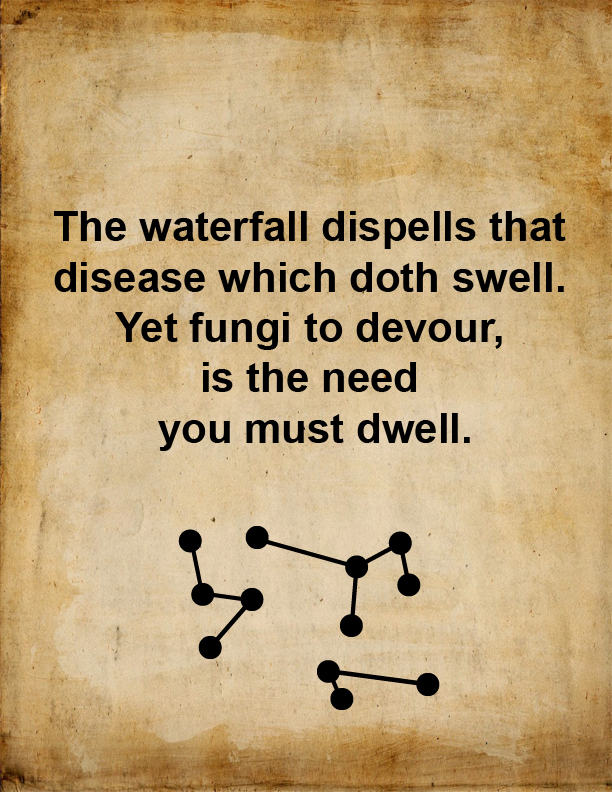 The waterfall dispells that
disease which doth swell.
Yet fungi to devour,
is the need
you must dwell.